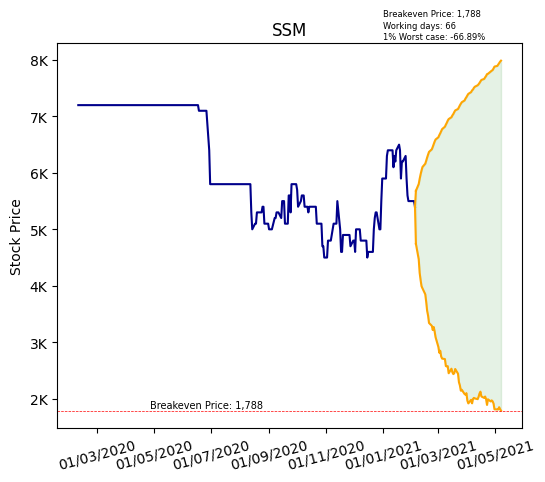 Breakeven Price: 1,788
Working days: 66
1% Worst case: -66.89%
SSM
Stock Price
8K
7K
6K
5K
4K
3K
2K
Breakeven Price: 1,788
01/03/2020
01/05/2020
01/07/2020
01/09/2020
01/11/2020
01/01/2021
01/03/2021
01/05/2021